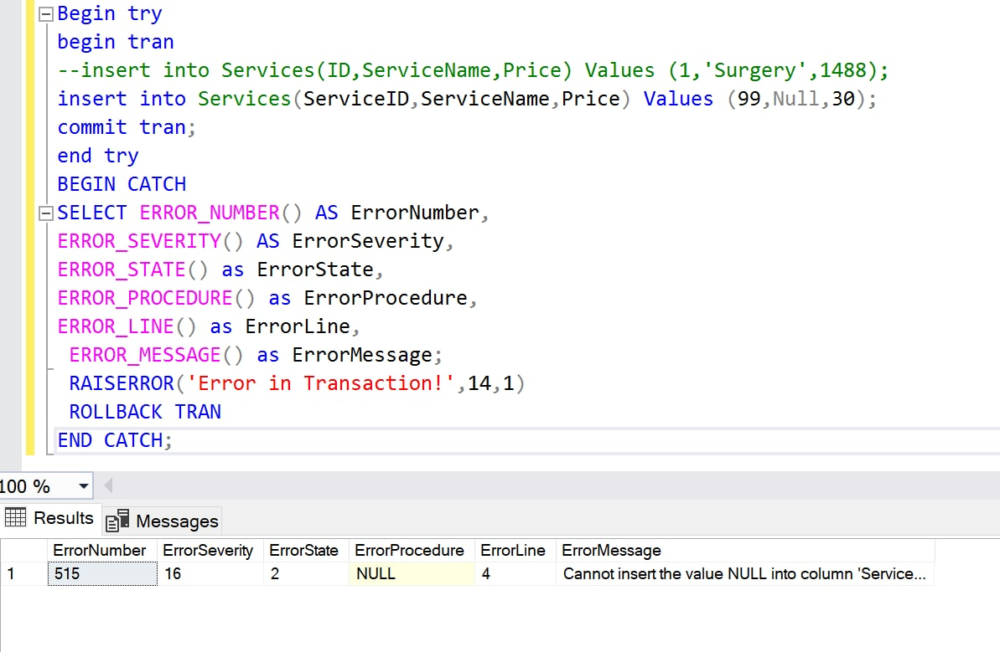 Begin try
begin tran
--insert into Services(ID,ServiceName,Price) Values (1,'Surgery',1488);
insert into Services(ServiceID,ServiceName,Price) Values (99,Null,30);
commit tran;
end try
BEGIN CATCH
SELECT ERROR_NUMBER() AS ErrorNumber,
ERROR_SEVERITY() AS ErrorSeverity,
ERROR_STATE() as ErrorState,
ERROR_PROCEDURE() as ErrorProcedure,
ERROR_LINE() as ErrorLine,
ERROR_MESSAGE() as ErrorMessage;
RAISERROR('Error in Transaction!',14,1)
ROLLBACK TRAN
END CATCH;
100 %
Results Messages
ErrorNumber ErrorSeverity ErrorState ErrorProcedure ErrorLine ErrorMessage
1 515 16 2 NULL 4 Cannot insert the value NULL into column 'Service...